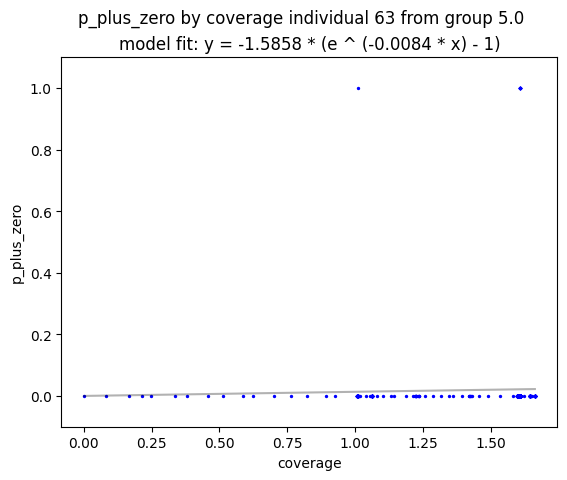 p_plus_zero by coverage individual 63 from group 5.0
model fit: y = -1.5858 * (e ^ (-0.0084 * x) - 1)
1.0
0.8
0.6
0.4
0.2
0.0
p_plus_zero
0.00 0.25 0.50 0.75 1.00 1.25 1.50
coverage